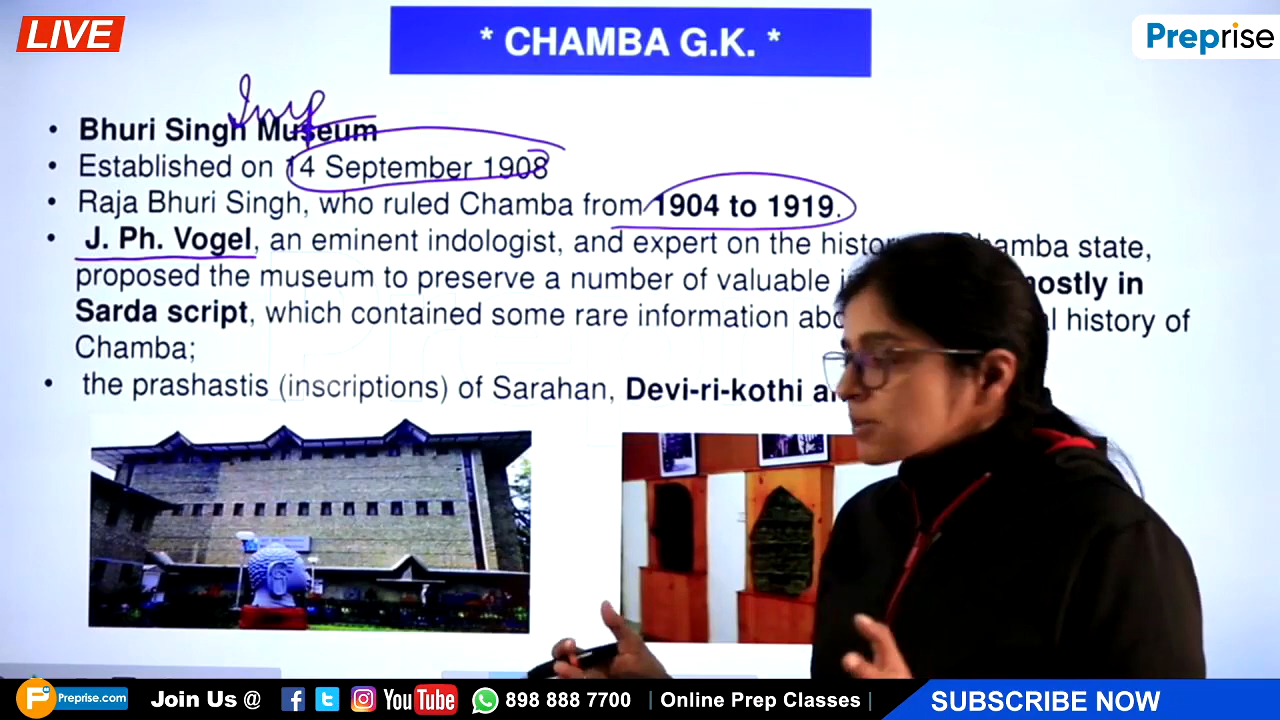 LIVE
* CHAMBA G.K. *
Preprise
Imp
• Bhuri Singh Museum
• Established on 14 September 1908
• Raja Bhuri Singh, who ruled Chamba from 1904 to 1919.
• J. Ph. Vogel, an eminent indologist, and expert on the Chamba state,
proposed the museum to preserve a number of valuable mostly in
Sarda script, which contained some rare information history of
Chamba;
• the prashastis (inscriptions) of Sarahan, Devi-ri-kothi
Preprise.com Join Us @ YouTube 898 888 7700 | Online Prep Classes | SUBSCRIBE NOW